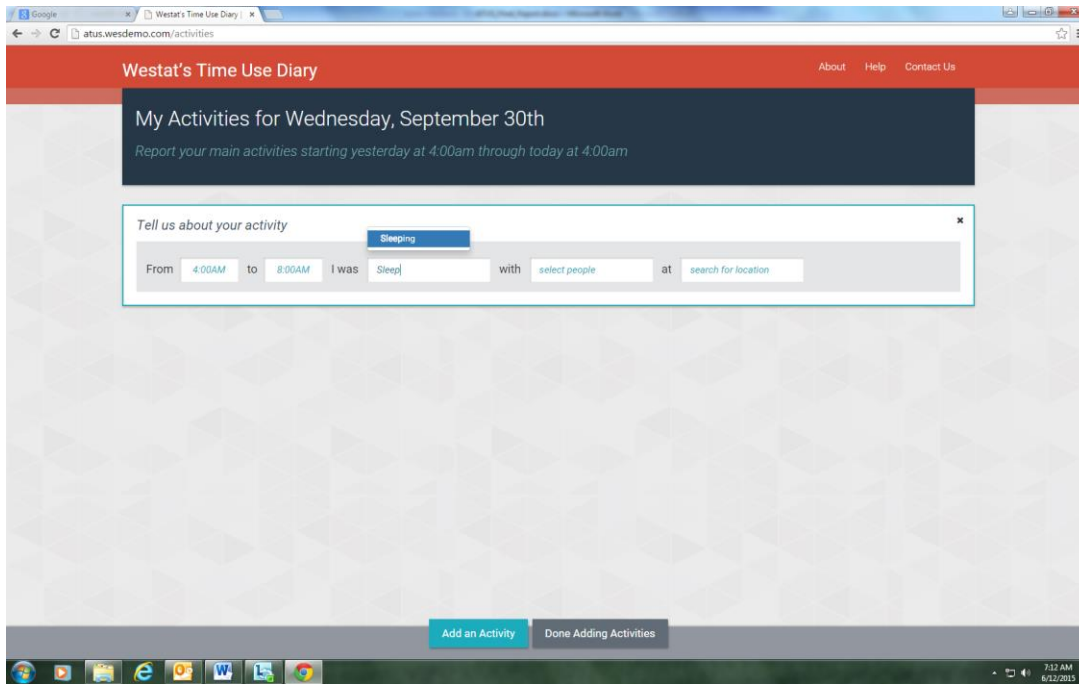 Google
Westat's Time Use Diary |
atus.wesdemo.com/activities
Westat's Time Use Diary
About Help Contact Us
My Activities for Wednesday, September 30th
Report your main activities starting yesterday at 4:00am through today at 4:00am
Tell us about your activity
Sleeping
From 4:00AM to 8:00AM I was Sleep with select people at search for location
Add an Activity Done Adding Activities
7:12 AM
6/12/2015